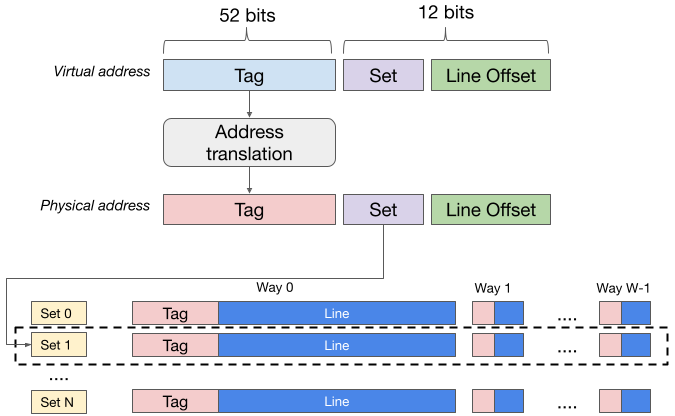 52 bits
12 bits
Virtual address
Tag
Set
Line Offset
Address
translation
Physical address
Tag
Set
Line Offset
Way 0
Way 1
Way W-1
Set 0
Tag
Line
....
Set 1
Tag
Line
....
....
Set N
Tag
Line
....